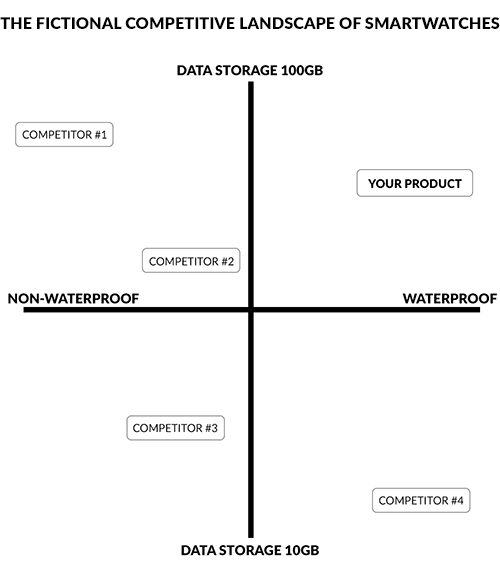 THE FICTIONAL COMPETITIVE LANDSCAPE OF SMARTWATCHES
DATA STORAGE 100GB
COMPETITOR #1
YOUR PRODUCT
COMPETITOR #2
NON-WATERPROOF
WATERPROOF
COMPETITOR #3
COMPETITOR #4
DATA STORAGE 10GB